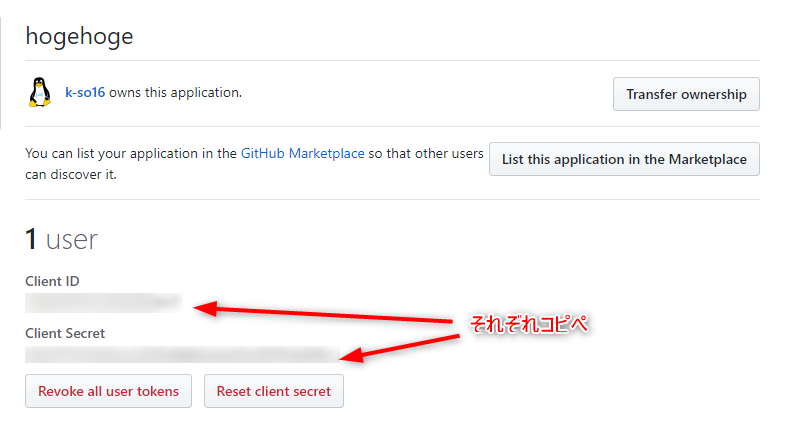 hogehoge
k-so16 owns this application.
Transfer ownership
You can list your application in the GitHub Marketplace so that other users
can discover it.
List this application in the Marketplace
1 user
Client ID
Client Secret
それぞれコピペ
Revoke all user tokens
Reset client secret